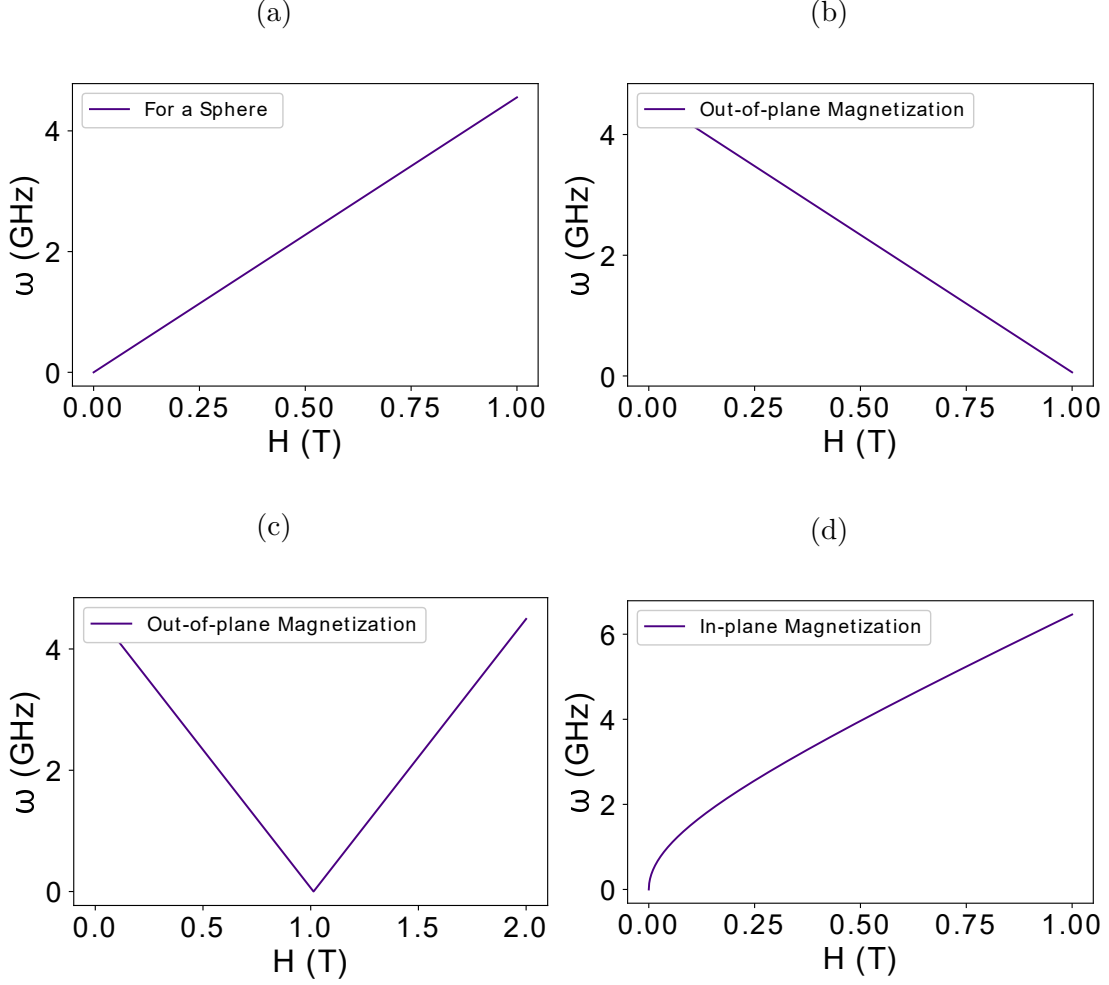 (a)
For a Sphere
4
2
0
ω (GHz)
0.00 0.25 0.50 0.75 1.00
H (T)
(b)
Out-of-plane Magnetization
4
2
0
ω (GHz)
0.00 0.25 0.50 0.75 1.00
H (T)
(c)
Out-of-plane Magnetization
4
2
0
ω (GHz)
0.0 0.5 1.0 1.5 2.0
H (T)
(d)
In-plane Magnetization
6
4
2
0
ω (GHz)
0.00 0.25 0.50 0.75 1.00
H (T)